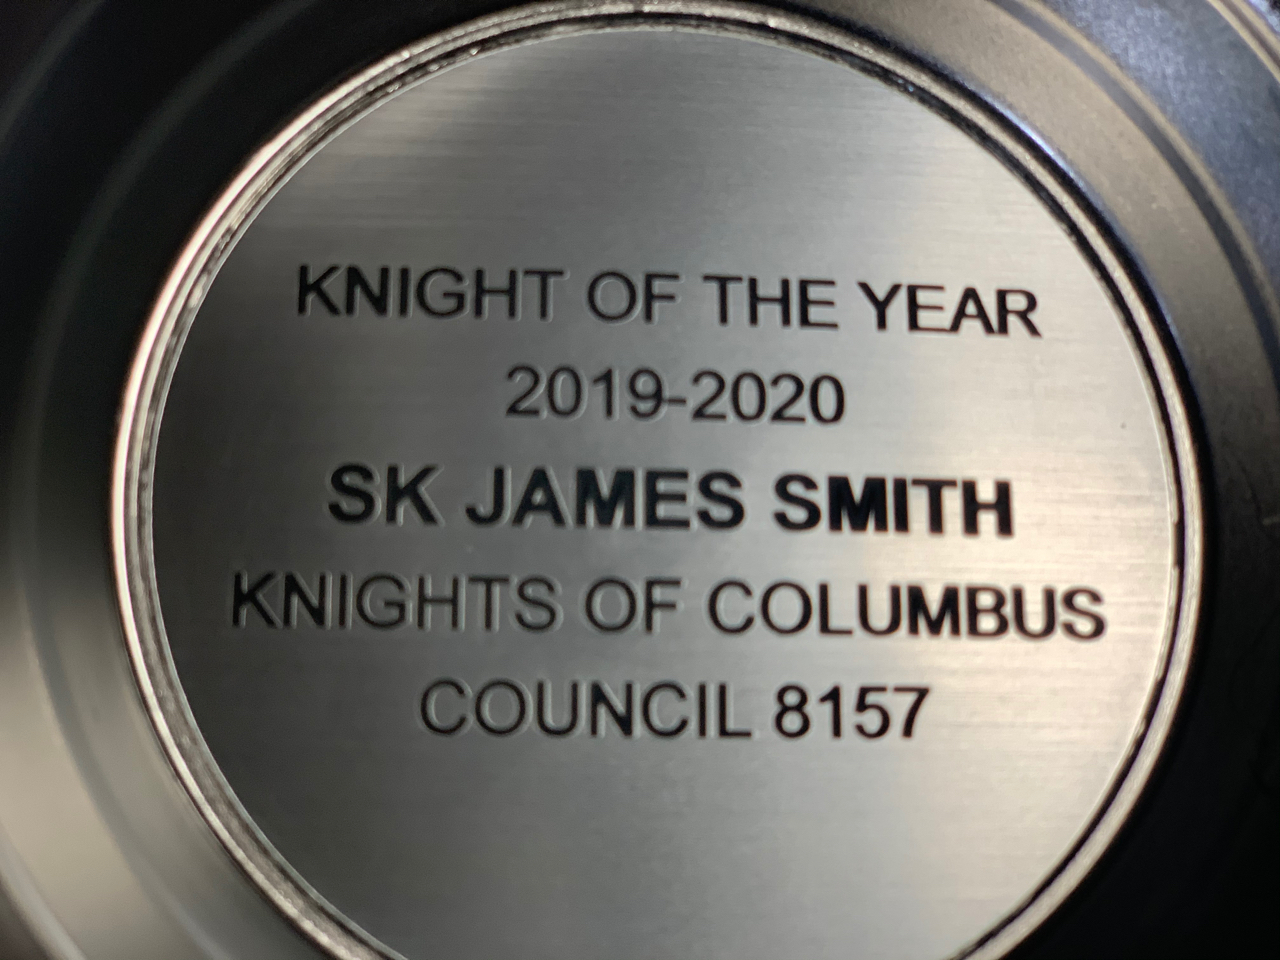 KNIGHT OF THE YEAR
2019-2020
SK JAMES SMITH
KNIGHTS OF COLUMBUS
COUNCIL 8157